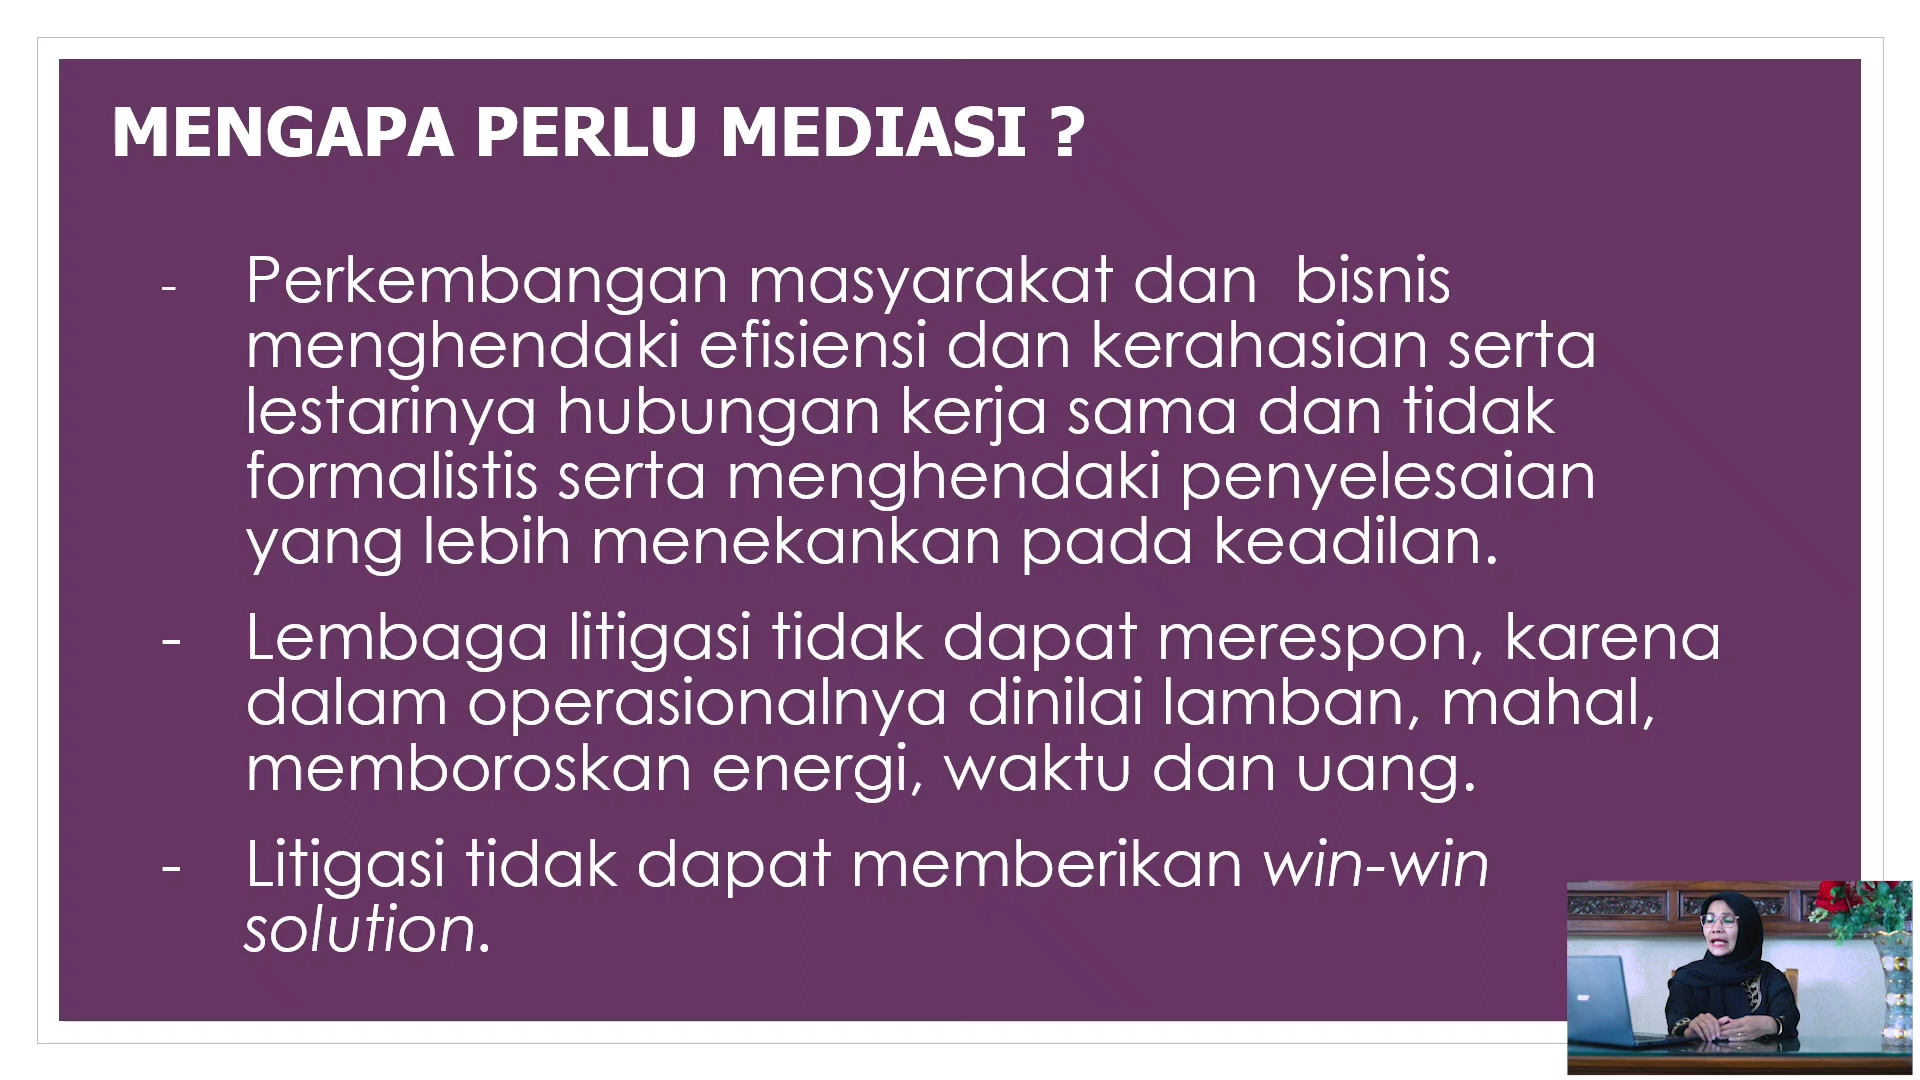 MENGAPA PERLU MEDIASI ?
- Perkembangan masyarakat dan  bisnis
menghendaki efisiensi dan kerahasian serta
lestarinya hubungan kerja sama dan tidak
formalistis serta menghendaki penyelesaian
yang lebih menekankan pada keadilan.
- Lembaga litigasi tidak dapat merespon, karena
dalam operasionalnya dinilai lamban, mahal,
memboroskan energi, waktu dan uang.
- Litigasi tidak dapat memberikan win-win
solution.